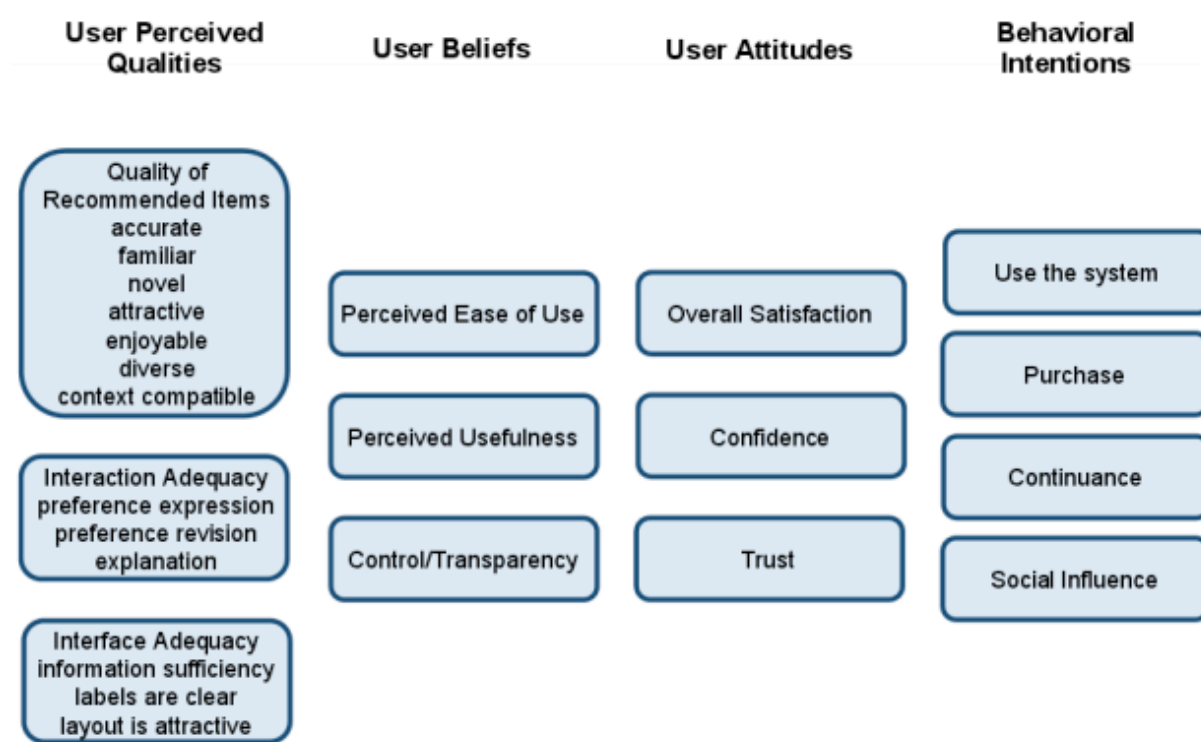 User Perceived
Qualities
User Beliefs
User Attitudes
Behavioral
Intentions
Quality of
Recommended Items
accurate
familiar
novel
attractive
enjoyable
diverse
context compatible
Interaction Adequacy
preference expression
preference revision
explanation
Interface Adequacy
information sufficiency
labels are clear
layout is attractive
Perceived Ease of Use
Perceived Usefulness
Control/Transparency
Overall Satisfaction
Confidence
Trust
Use the system
Purchase
Continuance
Social Influence